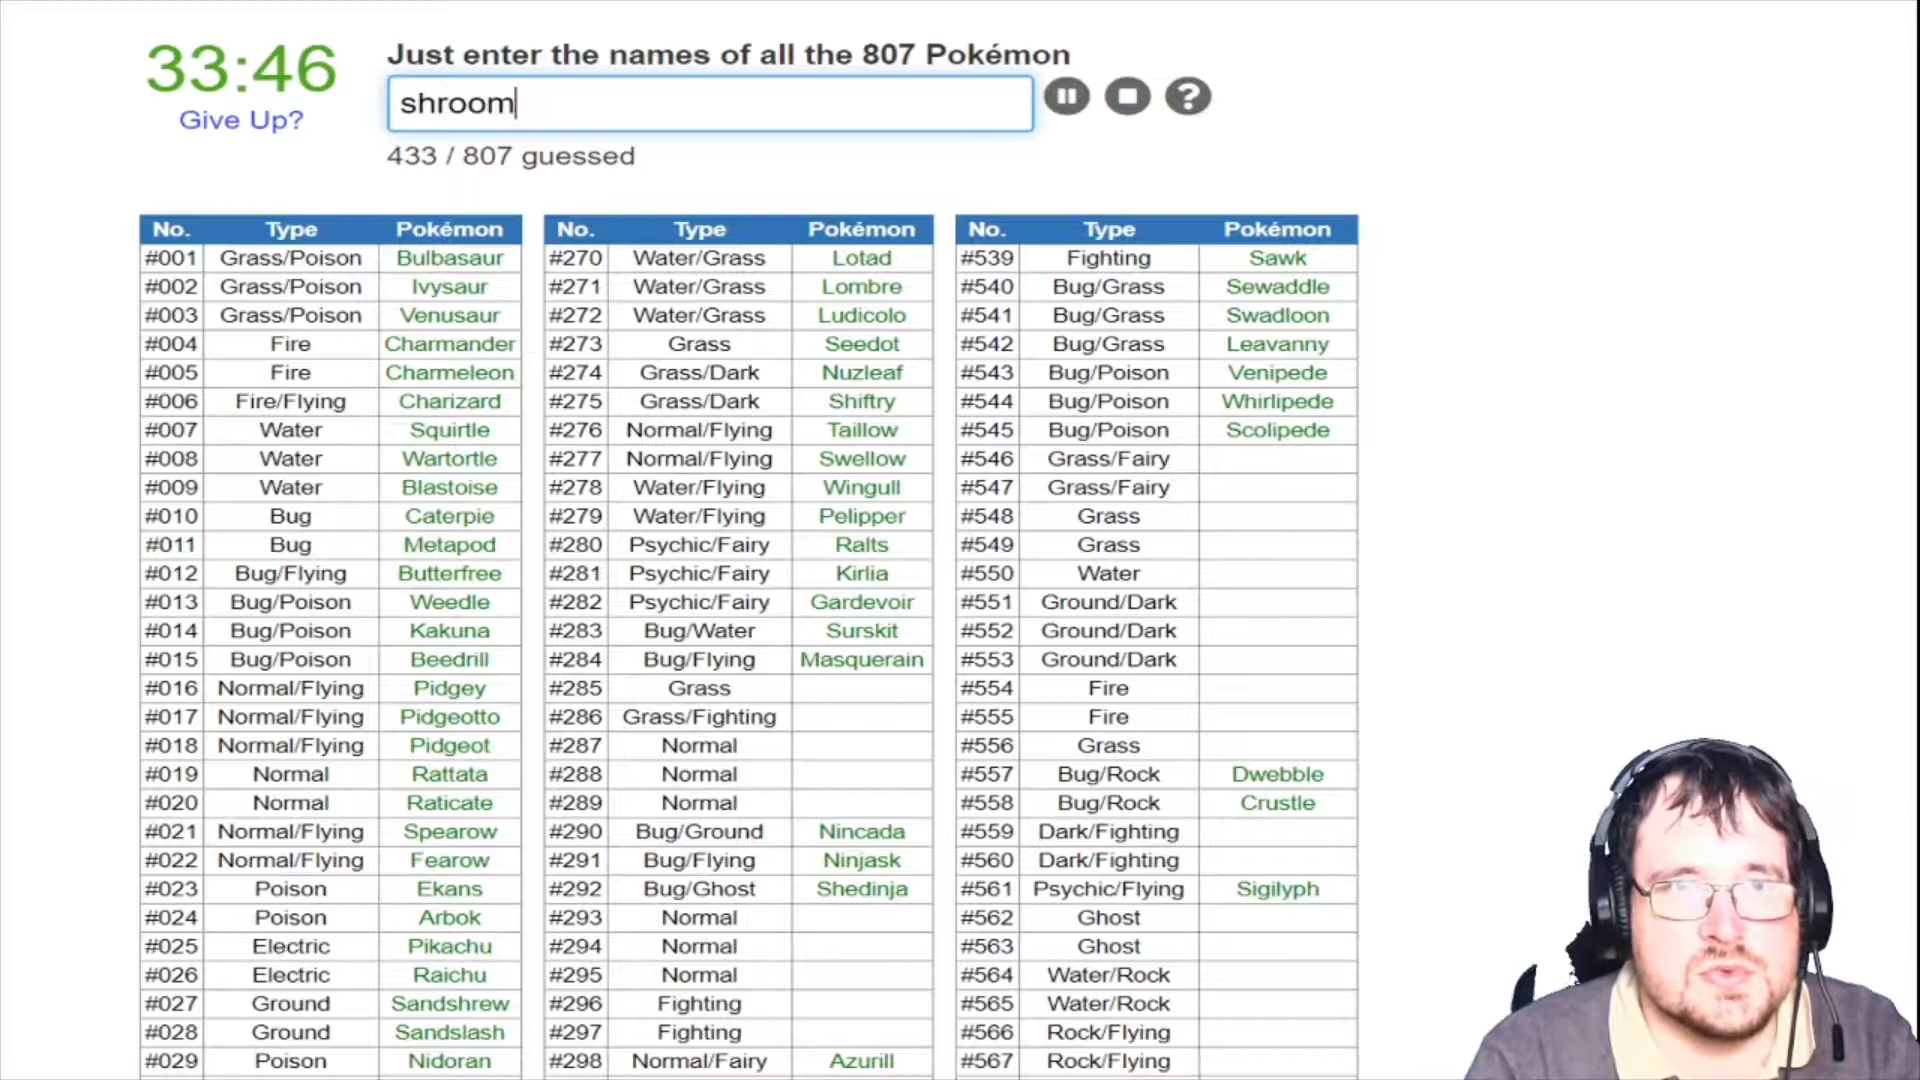 33:46
Give Up?
Just enter the names of all the 807 Pokémon
shroom
433 / 807 guessed
No. Type Pokémon No. Type Pokémon No. Type Pokémon
#001 Grass/Poison Bulbasaur #270 Water/Grass Lotad #539 Fighting Sawk
#002 Grass/Poison Ivysaur #271 Water/Grass Lombre #540 Bug/Grass Sewaddle
#003 Grass/Poison Venusaur #272 Water/Grass Ludicolo #541 Bug/Grass Swadloon
#004 Fire Charmander #273 Grass Seedot #542 Bug/Grass Leavanny
#005 Fire Charmeleon #274 Grass/Dark Nuzleaf #543 Bug/Poison Venipede
#006 Fire/Flying Charizard #275 Grass/Dark Shiftry #544 Bug/Poison Whirlipede
#007 Water Squirtle #276 Normal/Flying Taillow #545 Bug/Poison Scolipede
#008 Water Wartortle #277 Normal/Flying Swellow #546 Grass/Fairy
#009 Water Blastoise #278 Water/Flying Wingull #547 Grass/Fairy
#010 Bug Caterpie #279 Water/Flying Pelipper #548 Grass
#011 Bug Metapod #280 Psychic/Fairy Ralts #549 Grass
#012 Bug/Flying Butterfree #281 Psychic/Fairy Kirlia #550 Water
#013 Bug/Poison Weedle #282 Psychic/Fairy Gardevoir #551 Ground/Dark
#014 Bug/Poison Kakuna #283 Bug/Water Surskit #552 Ground/Dark
#015 Bug/Poison Beedrill #284 Bug/Flying Masquerain #553 Ground/Dark
#016 Normal/Flying Pidgey #285 Grass #554 Fire
#017 Normal/Flying Pidgeotto #286 Grass/Fighting #555 Fire
#018 Normal/Flying Pidgeot #287 Normal #556 Grass
#019 Normal Rattata #288 Normal #557 Bug/Rock Dwebble
#020 Normal Raticate #289 Normal #558 Bug/Rock Crustle
#021 Normal/Flying Spearow #290 Bug/Ground Nincada #559 Dark/Fighting
#022 Normal/Flying Fearow #291 Bug/Flying Ninjask #560 Dark/Fighting
#023 Poison Ekans #292 Bug/Ghost Shedinja #561 Psychic/Flying Sigilyph
#024 Poison Arbok #293 Normal #562 Ghost
#025 Electric Pikachu #294 Normal #563 Ghost
#026 Electric Raichu #295 Normal #564 Water/Rock
#027 Ground Sandshrew #296 Fighting #565 Water/Rock
#028 Ground Sandslash #297 Fighting #566 Rock/Flying
#029 Poison Nidoran #298 Normal/Fairy Azurill #567 Rock/Flying